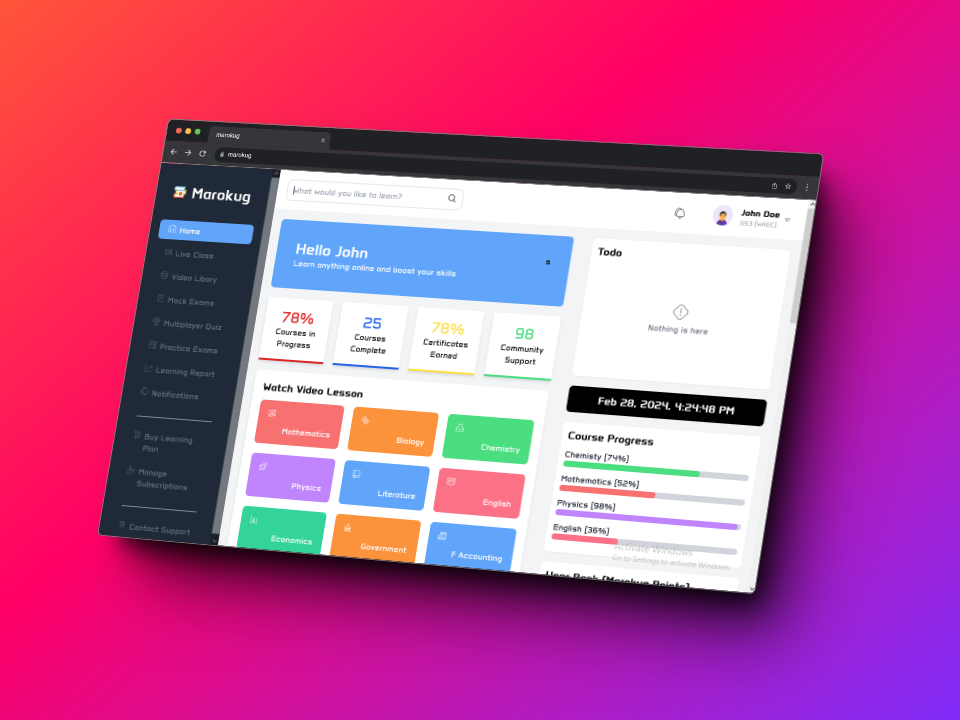 marokug
marokug
Marokug
Home
Live Class
Video Libary
Mock Exams
Multiplayer Quiz
Practice Exams
Learning Report
Notifications
Buy Learning
Plan
Manage
Subscriptions
Contact Support
What would you like to learn?
John Doe
SS3 [WAEC]
Hello John
Learn anything online and boost your skills
78%
Courses in
Progress
25
Courses
Complete
78%
Certificates
Earned
98
Community
Support
Watch Video Lesson
Mathematics
Biology
Chemistry
Physics
Literature
English
Economics
Government
F Accounting
Todo
Nothing is here
Feb 28, 2024, 4:24:48 PM
Course Progress
Chemisty [74%]
Mathematics [52%]
Physics [98%]
English [36%]
Activate Windows
Go to Settings to activate Windows.
User Rank [Marokug Points]